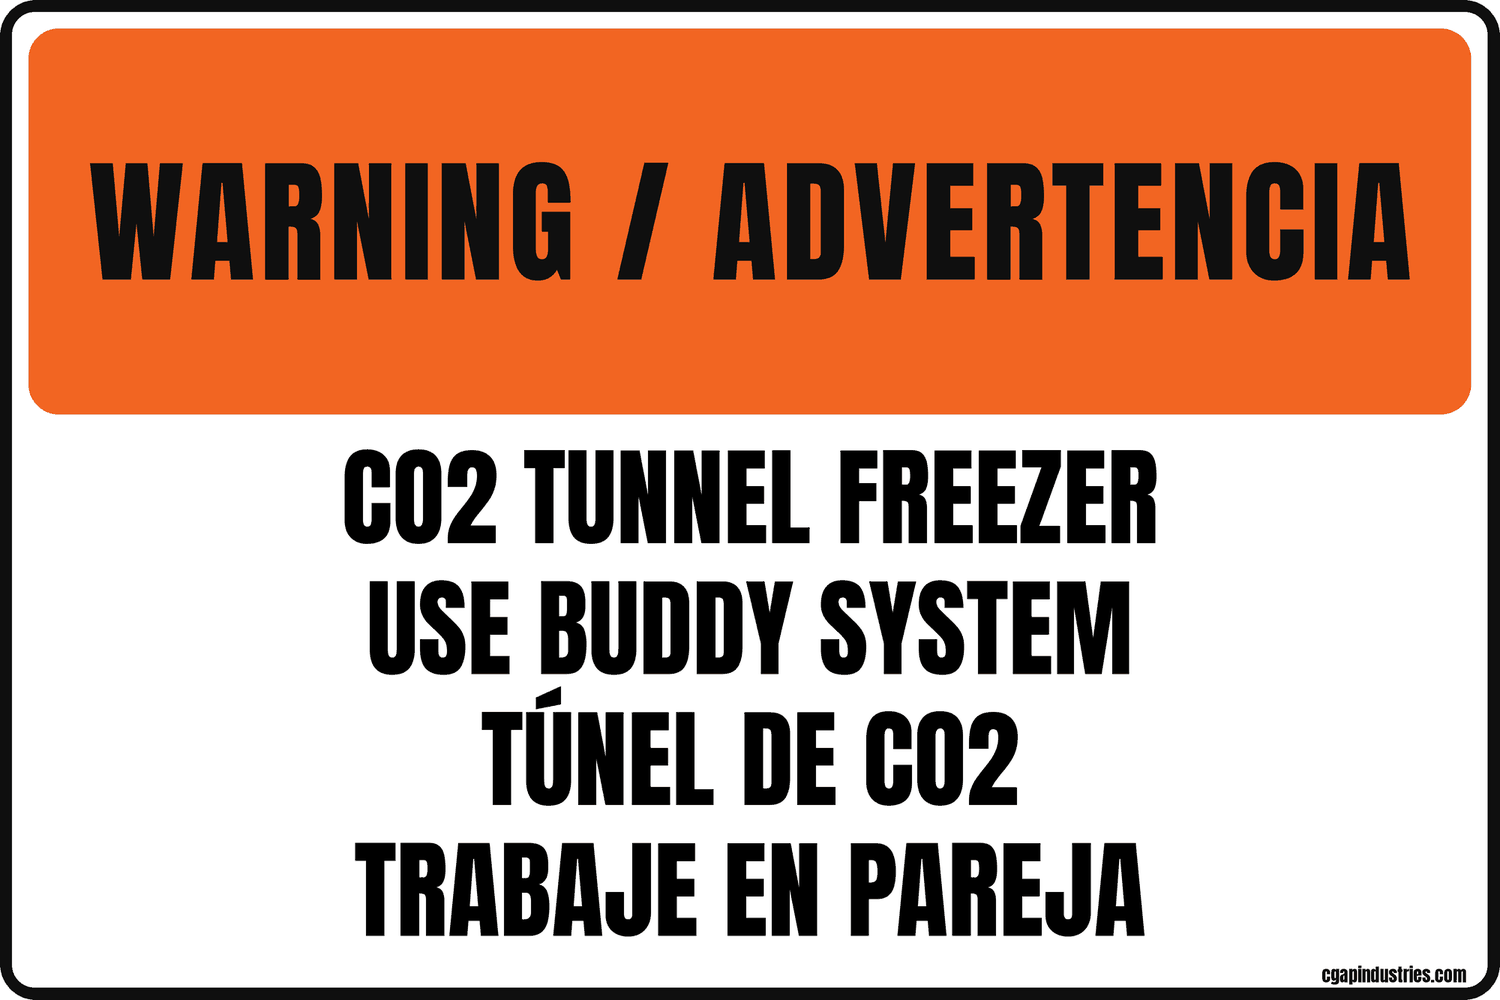 WARNING / ADVERTENCIA
CO2 TUNNEL FREEZER
USE BUDDY SYSTEM
TÚNEL DE CO2
TRABAJE EN PAREJA
cgapindustries.com